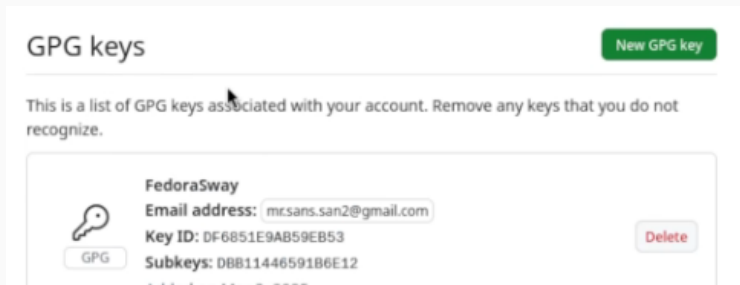 GPG keys
New GPG key
This is a list of GPG keys associated with your account. Remove any keys that you do not
recognize.
FedoraSway
Email address: mr.sans.san2@gmail.com
Key ID: DF6851E9AB59EB53
GPG
Delete
Subkeys: DBB11446591B6E12